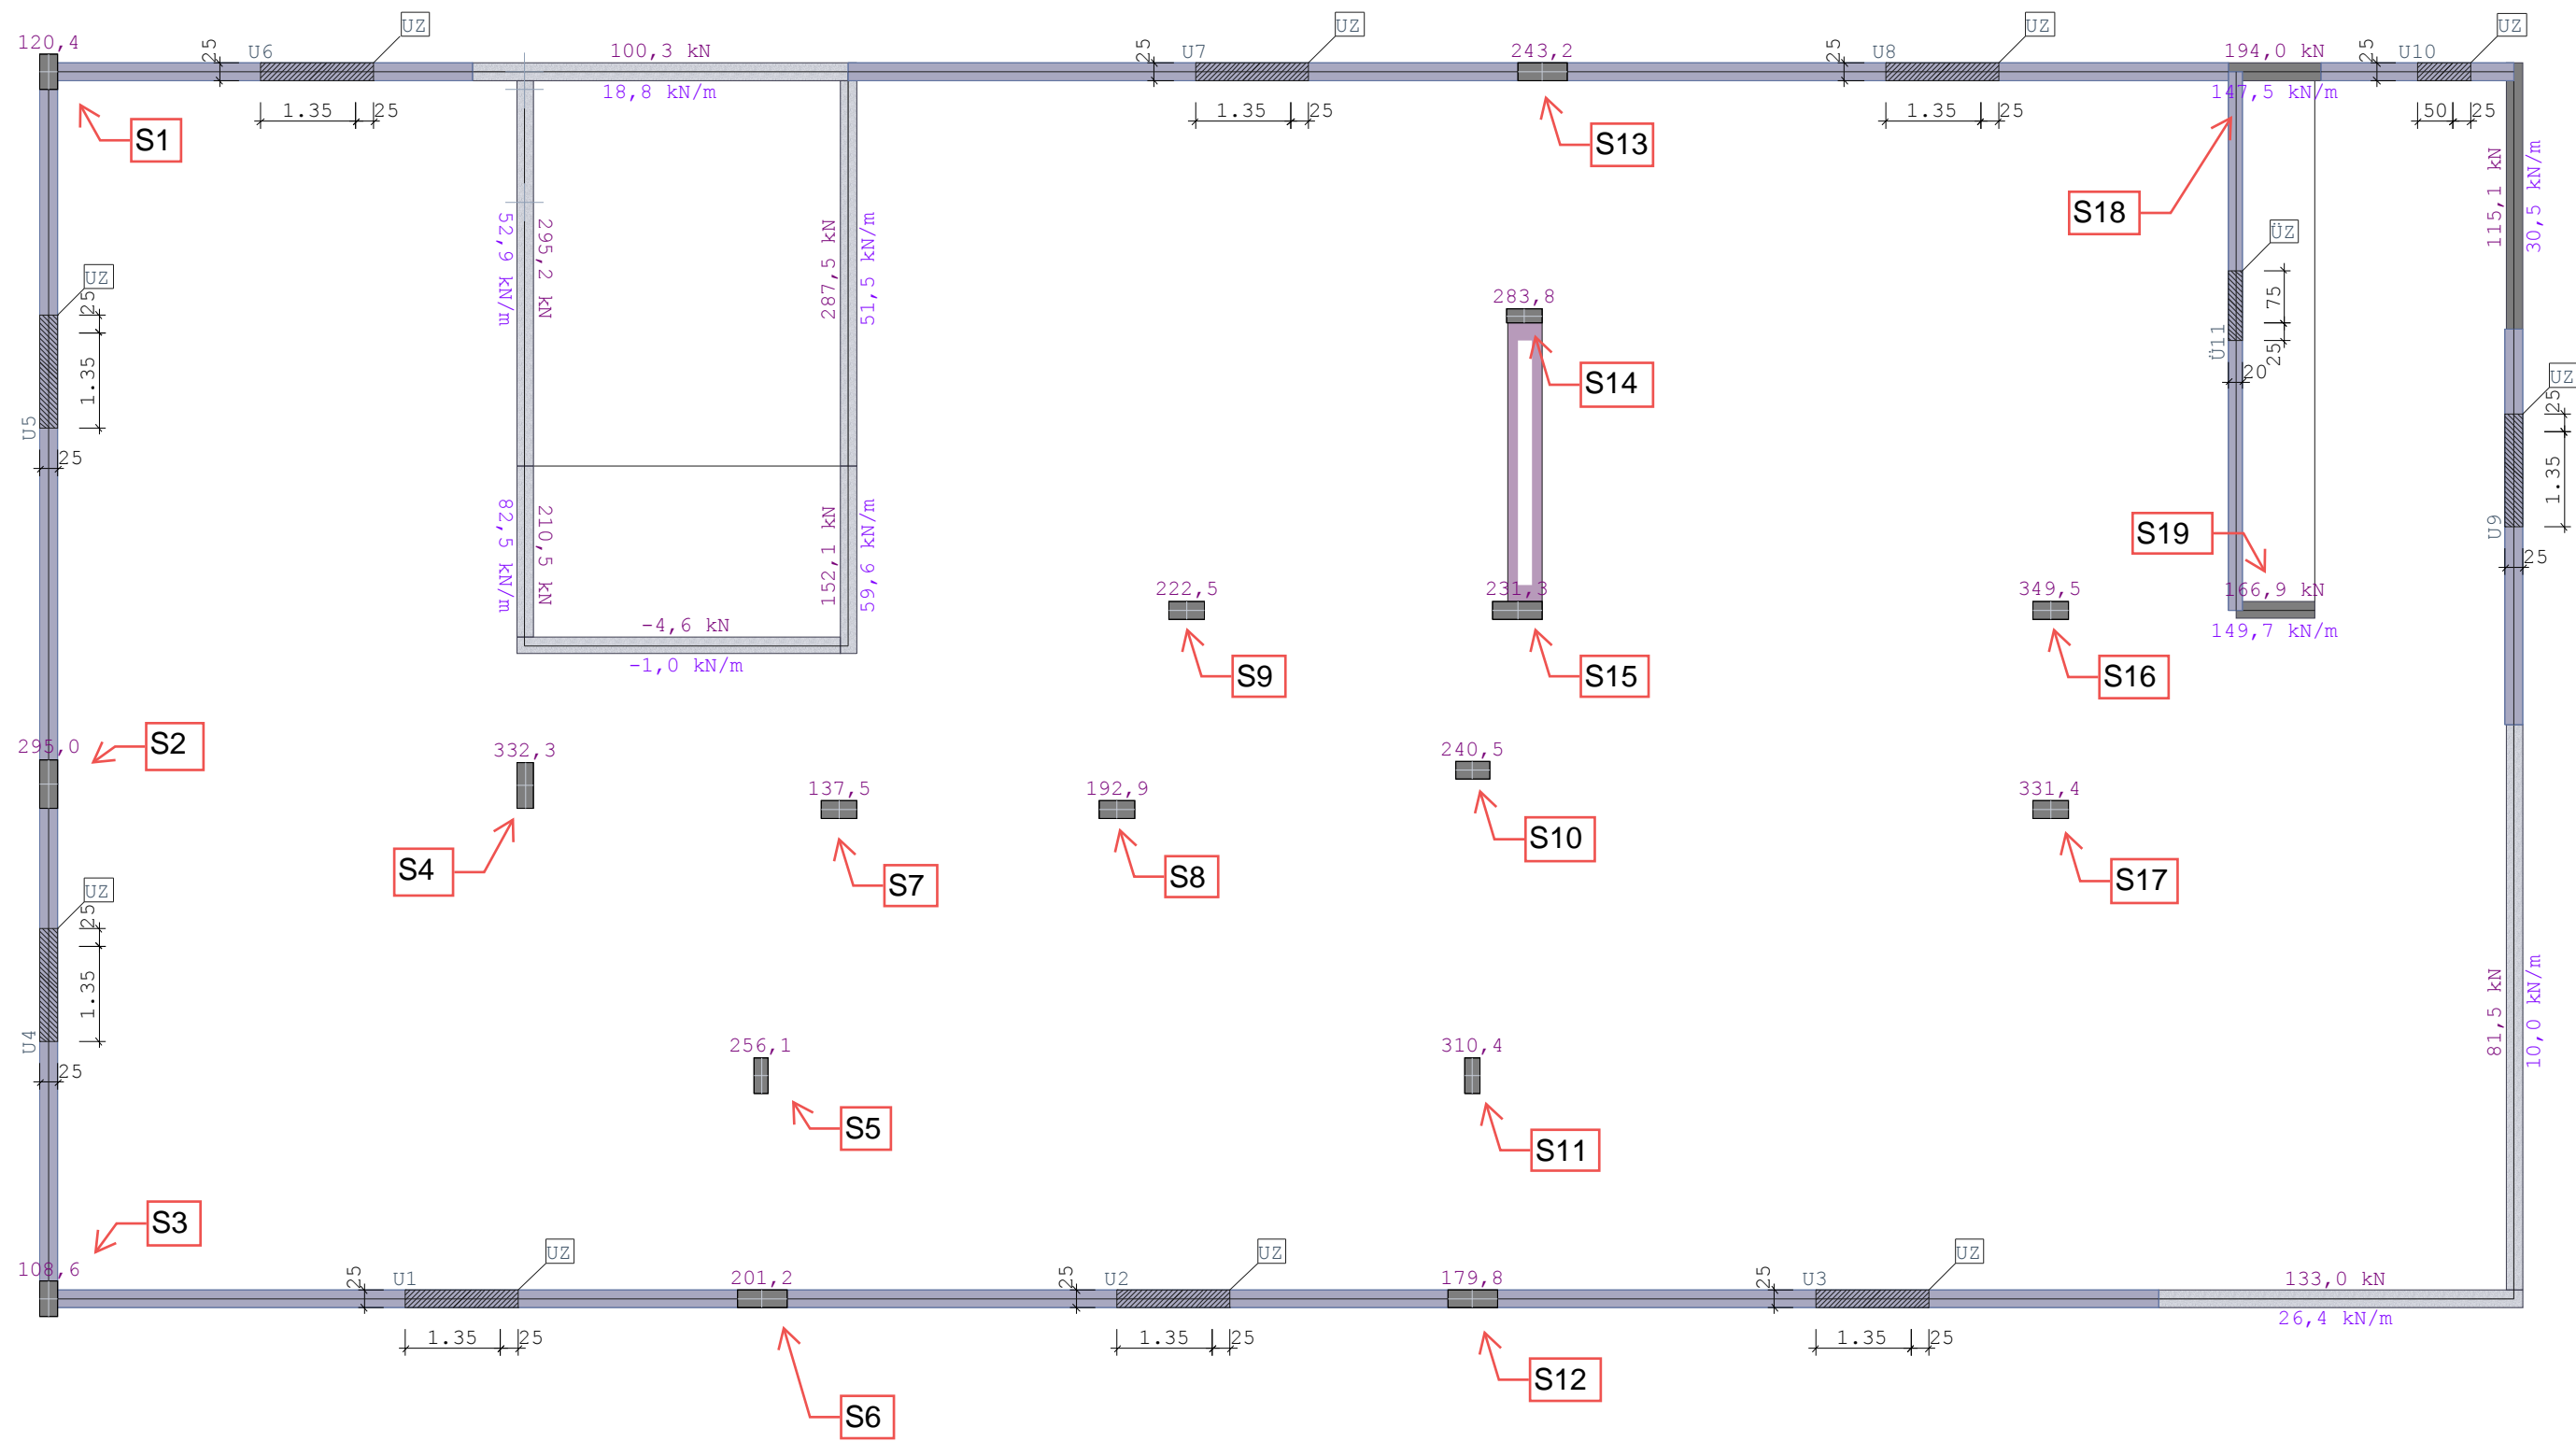 UZ
UZ
UZ
UZ
120,4
25
U6
100,3 kN
25
U7
243,2
25
U8
194,0 kN
25
U10
18,8 kN/m
147,5 kN/m
1.35
25
1.35
25
1.35
25
50
25
S1
S13
S18
115,1 kN
30,5 kN/m
52,9 kN/m
295,2 kN
287,5 kN
51,5 kN/m
ÜZ
UZ
25
1.35
U5
25
283,8
S14
75
25
Ü11
20
UZ
25
1.35
U9
25
82,5 kN/m
210,5 kN
152,1 kN
59,6 kN/m
S19
222,5
231,3
349,5
166,9 kN
-4,6 kN
149,7 kN/m
-1,0 kN/m
S9
S15
S16
S2
295,0
332,3
240,5
137,5
192,9
331,4
S10
S4
S7
S8
S17
UZ
25
1.35
U4
25
81,5 kN
10,0 kN/m
256,1
310,4
S5
S11
S3
UZ
UZ
UZ
108,6
25
U1
201,2
25
U2
179,8
25
U3
133,0 kN
26,4 kN/m
1.35
25
1.35
25
1.35
25
S12
S6